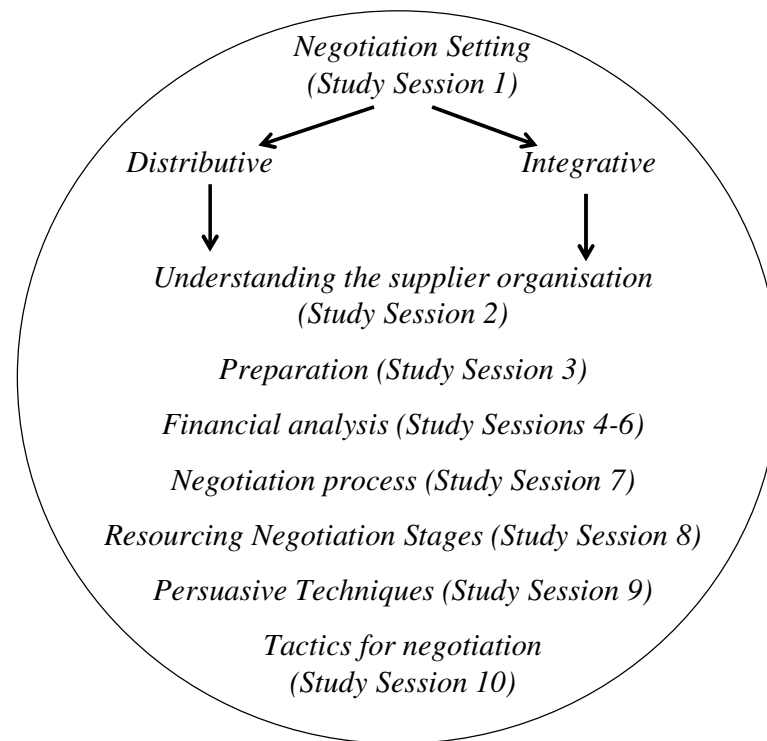 Negotiation Setting
(Study Session 1)
Distributive
Integrative
Understanding the supplier organisation
(Study Session 2)
Preparation (Study Session 3)
Financial analysis (Study Sessions 4-6)
Negotiation process (Study Session 7)
Resourcing Negotiation Stages (Study Session 8)
Persuasive Techniques (Study Session 9)
Tactics for negotiation
(Study Session 10)